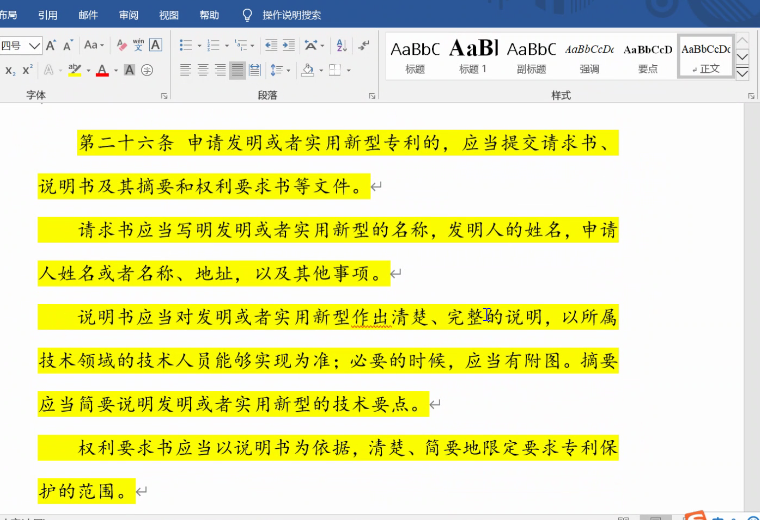 布局 引用 邮件 审阅 视图 帮助 操作说明搜索
四号 A A Aa wén 文 A
X₂ X² A ab A A 字
AaBbC AaBl AaBbC AaBbCcDc AaBbCcD AaBbCcDc
标题 标题 1 副标题 强调 要点 正文
字体 段落 样式
第二十六条 申请发明或者实用新型专利的，应当提交请求书、
说明书及其摘要和权利要求书等文件。
请求书应当写明发明或者实用新型的名称，发明人的姓名，申请
人姓名或者名称、地址，以及其他事项。
说明书应当对发明或者实用新型作出清楚、完整的说明，以所属
技术领域的技术人员能够实现为准；必要的时候，应当有附图。摘要
应当简要说明发明或者实用新型的技术要点。
权利要求书应当以说明书为依据，清楚、简要地限定要求专利保
护的范围。